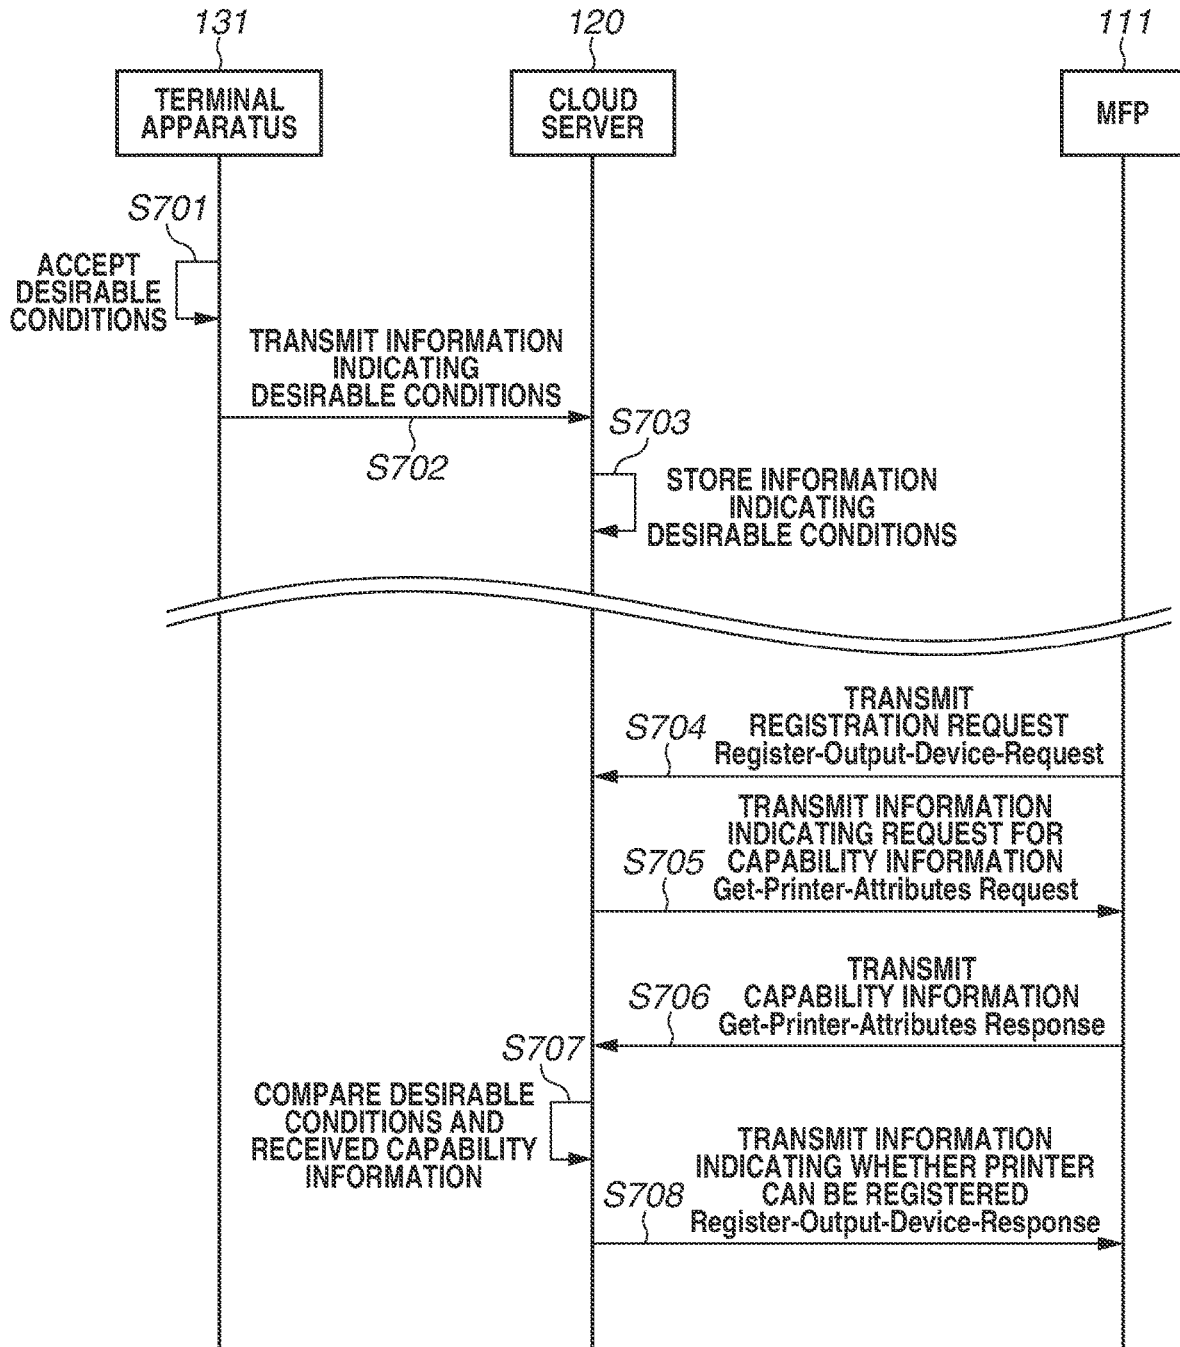 131
120
111
TERMINAL
APPARATUS
CLOUD
SERVER
MFP
S701
ACCEPT
DESIRABLE
CONDITIONS
TRANSMIT INFORMATION
INDICATING
DESIRABLE CONDITIONS
S702
S703
STORE INFORMATION
INDICATING
DESIRABLE CONDITIONS
TRANSMIT
REGISTRATION REQUEST
Register-Output-Device-Request
S704
TRANSMIT INFORMATION
INDICATING REQUEST FOR
CAPABILITY INFORMATION
Get-Printer-Attributes Request
S705
TRANSMIT
CAPABILITY INFORMATION
Get-Printer-Attributes Response
S706
S707
COMPARE DESIRABLE
CONDITIONS AND
RECEIVED CAPABILITY
INFORMATION
TRANSMIT INFORMATION
INDICATING WHETHER PRINTER
CAN BE REGISTERED
Register-Output-Device-Response
S708